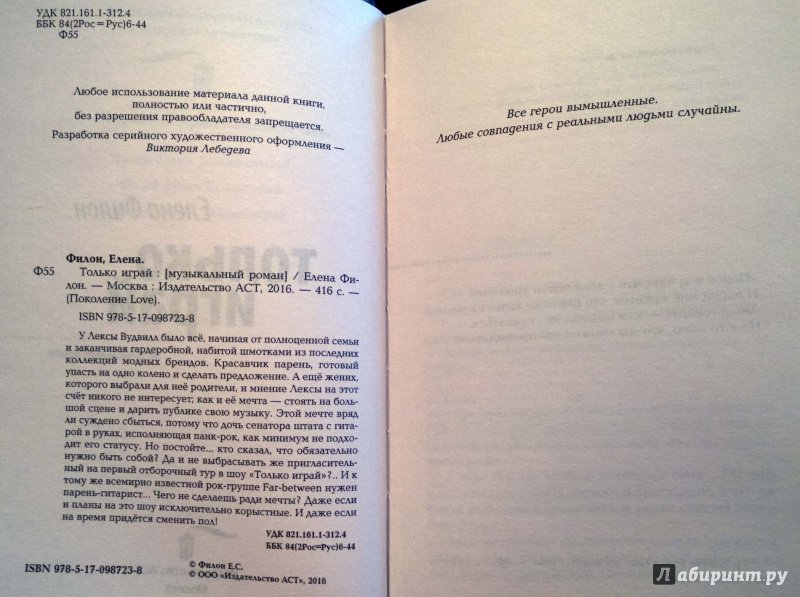 УДК 821.161.1-312.4
ББК 84(2Рос=Рус)6-44
Ф55
Любое использование материала данной книги,
полностью или частично,
без разрешения правообладателя запрещается.
Разработка серийного художественного оформления —
Виктория Лебедева
Филон, Елена.
Ф55 Только играй : [музыкальный роман] / Елена Фи-
лон. — Москва : Издательство АСТ, 2016. — 416 с. —
(Поколение Love).
ISBN 978-5-17-098723-8
У Лексы Вудвилл было всё, начиная от полноценной семьи
и заканчивая гардеробной, набитой шмотками из последних
коллекций модных брендов. Красавчик парень, готовый
упасть на одно колено и сделать предложение. А ещё жених,
которого выбрали для неё родители, и мнение Лексы на этот
счёт никого не интересует; как и её мечта — стоять на боль-
шой сцене и дарить публике свою музыку. Этой мечте вряд
ли суждено сбыться, потому что дочь сенатора штата с гита-
рой в руках, исполняющая панк-рок, как минимум не подхо-
дит его статусу. Но постойте... кто сказал, что обязательно
нужно быть собой? Да и не выбрасывать же пригласитель-
ный на первый отборочный тур в шоу «Только играй»?.. И к
тому же всемирно известной рок-группе Far-between нужен
парень-гитарист... Чего не сделаешь ради мечты? Даже если
и планы на это шоу исключительно корыстные. И даже если
на время придётся сменить пол!
УДК 821.161.1-312.4
ББК 84(2Рос=Рус)6-44
ISBN 978-5-17-098723-8
© Филон Е.С.
© ООО «Издательство АСТ», 2016
Все герои вымышленные.
Любые совпадения с реальными людьми случайны.
Лабиринт.ру